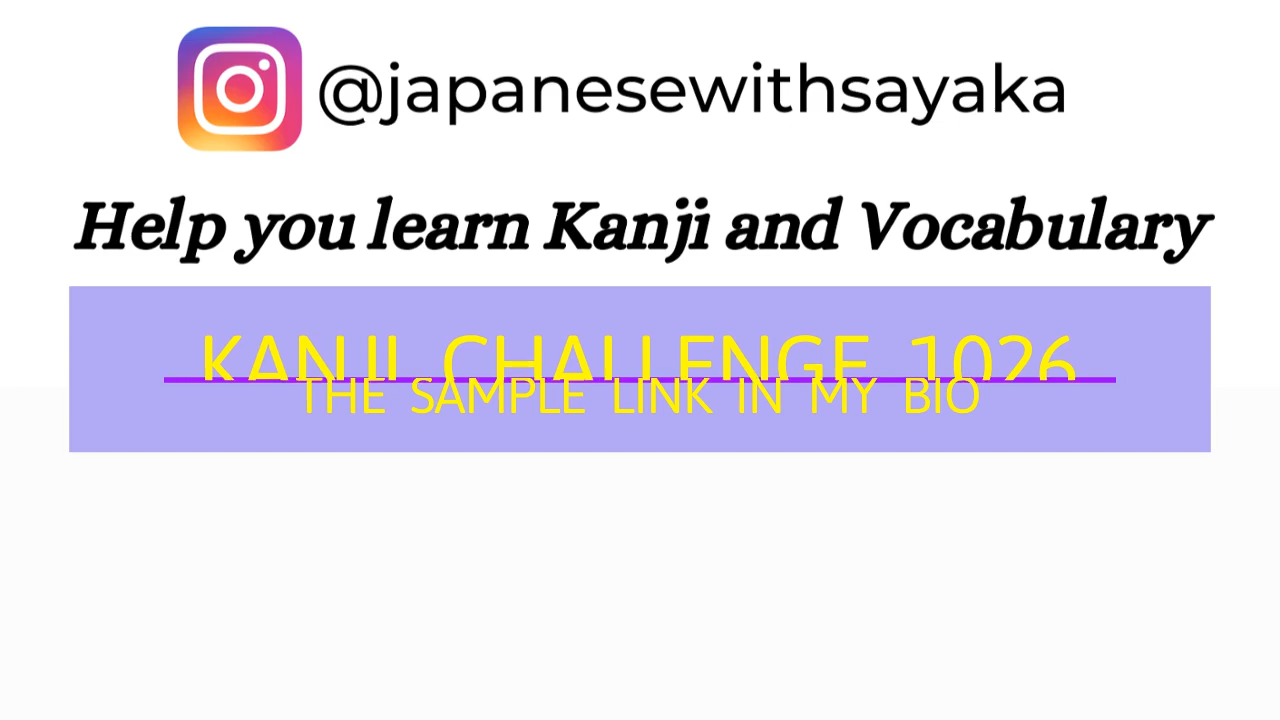 @japanesewithsayaka
Help you learn Kanji and Vocabulary
KANJI CHALLENGE 1026
THE SAMPLE LINK IN MY BIO